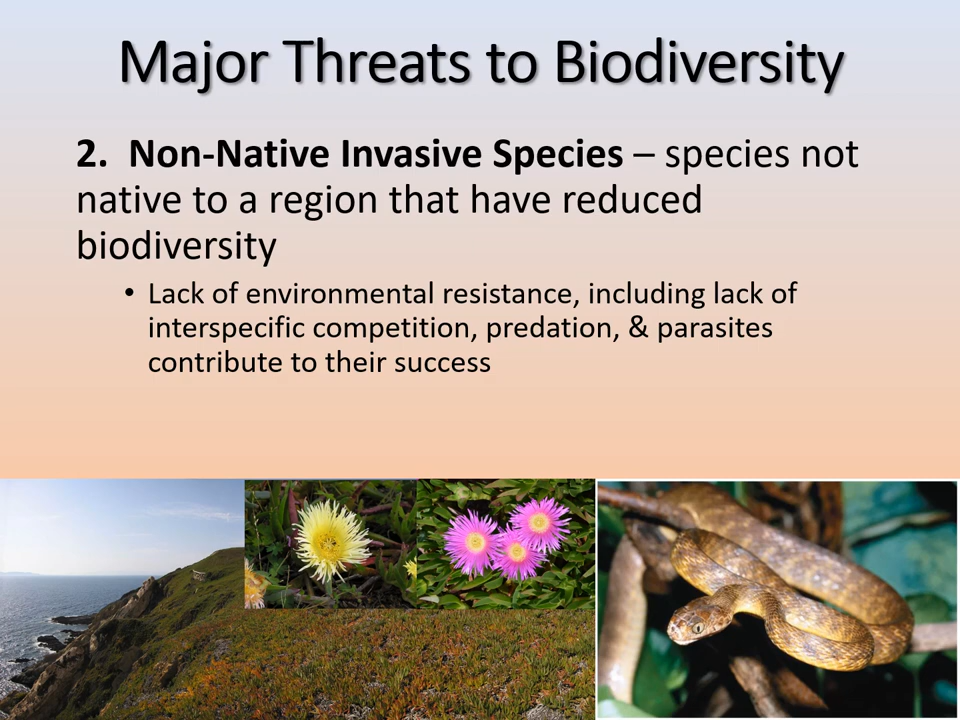 Major Threats to Biodiversity
2. Non-Native Invasive Species – species not
native to a region that have reduced
biodiversity
• Lack of environmental resistance, including lack of
interspecific competition, predation, & parasites
contribute to their success